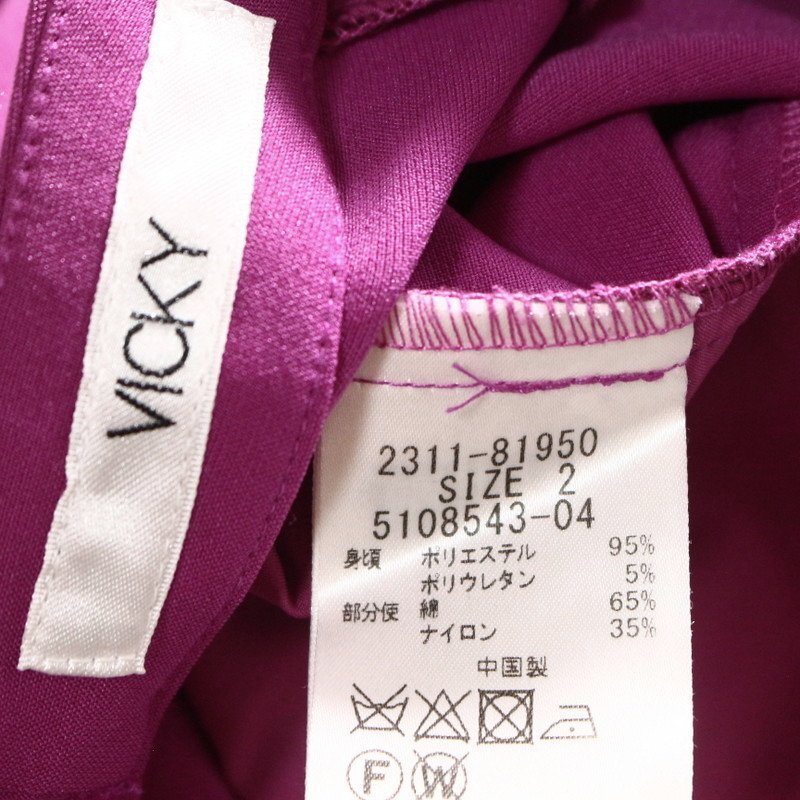 VICKY
2311-81950
SIZE 2
5108543-04
身頃 ポリエステル 95%
ポリウレタン 5%
部分使 綿 65%
ナイロン 35%
中国製
F W